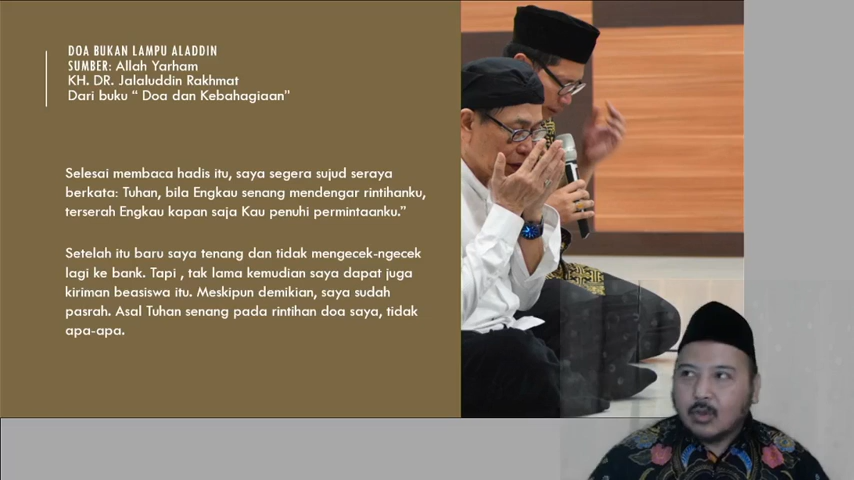 DOA BUKAN LAMPU ALADDIN
SUMBER: Allah Yarham
KH. DR. Jalaluddin Rakhmat
Dari buku “ Doa dan Kebahagiaan”
Selesai membaca hadis itu, saya segera sujud seraya
berkata: Tuhan, bila Engkau senang mendengar rintihanku,
terserah Engkau kapan saja Kau penuhi permintaanku.”
Setelah itu baru saya tenang dan tidak mengecek-ngecek
lagi ke bank. Tapi , tak lama kemudian saya dapat juga
kiriman beasiswa itu. Meskipun demikian, saya sudah
pasrah. Asal Tuhan senang pada rintihan doa saya, tidak
apa-apa.